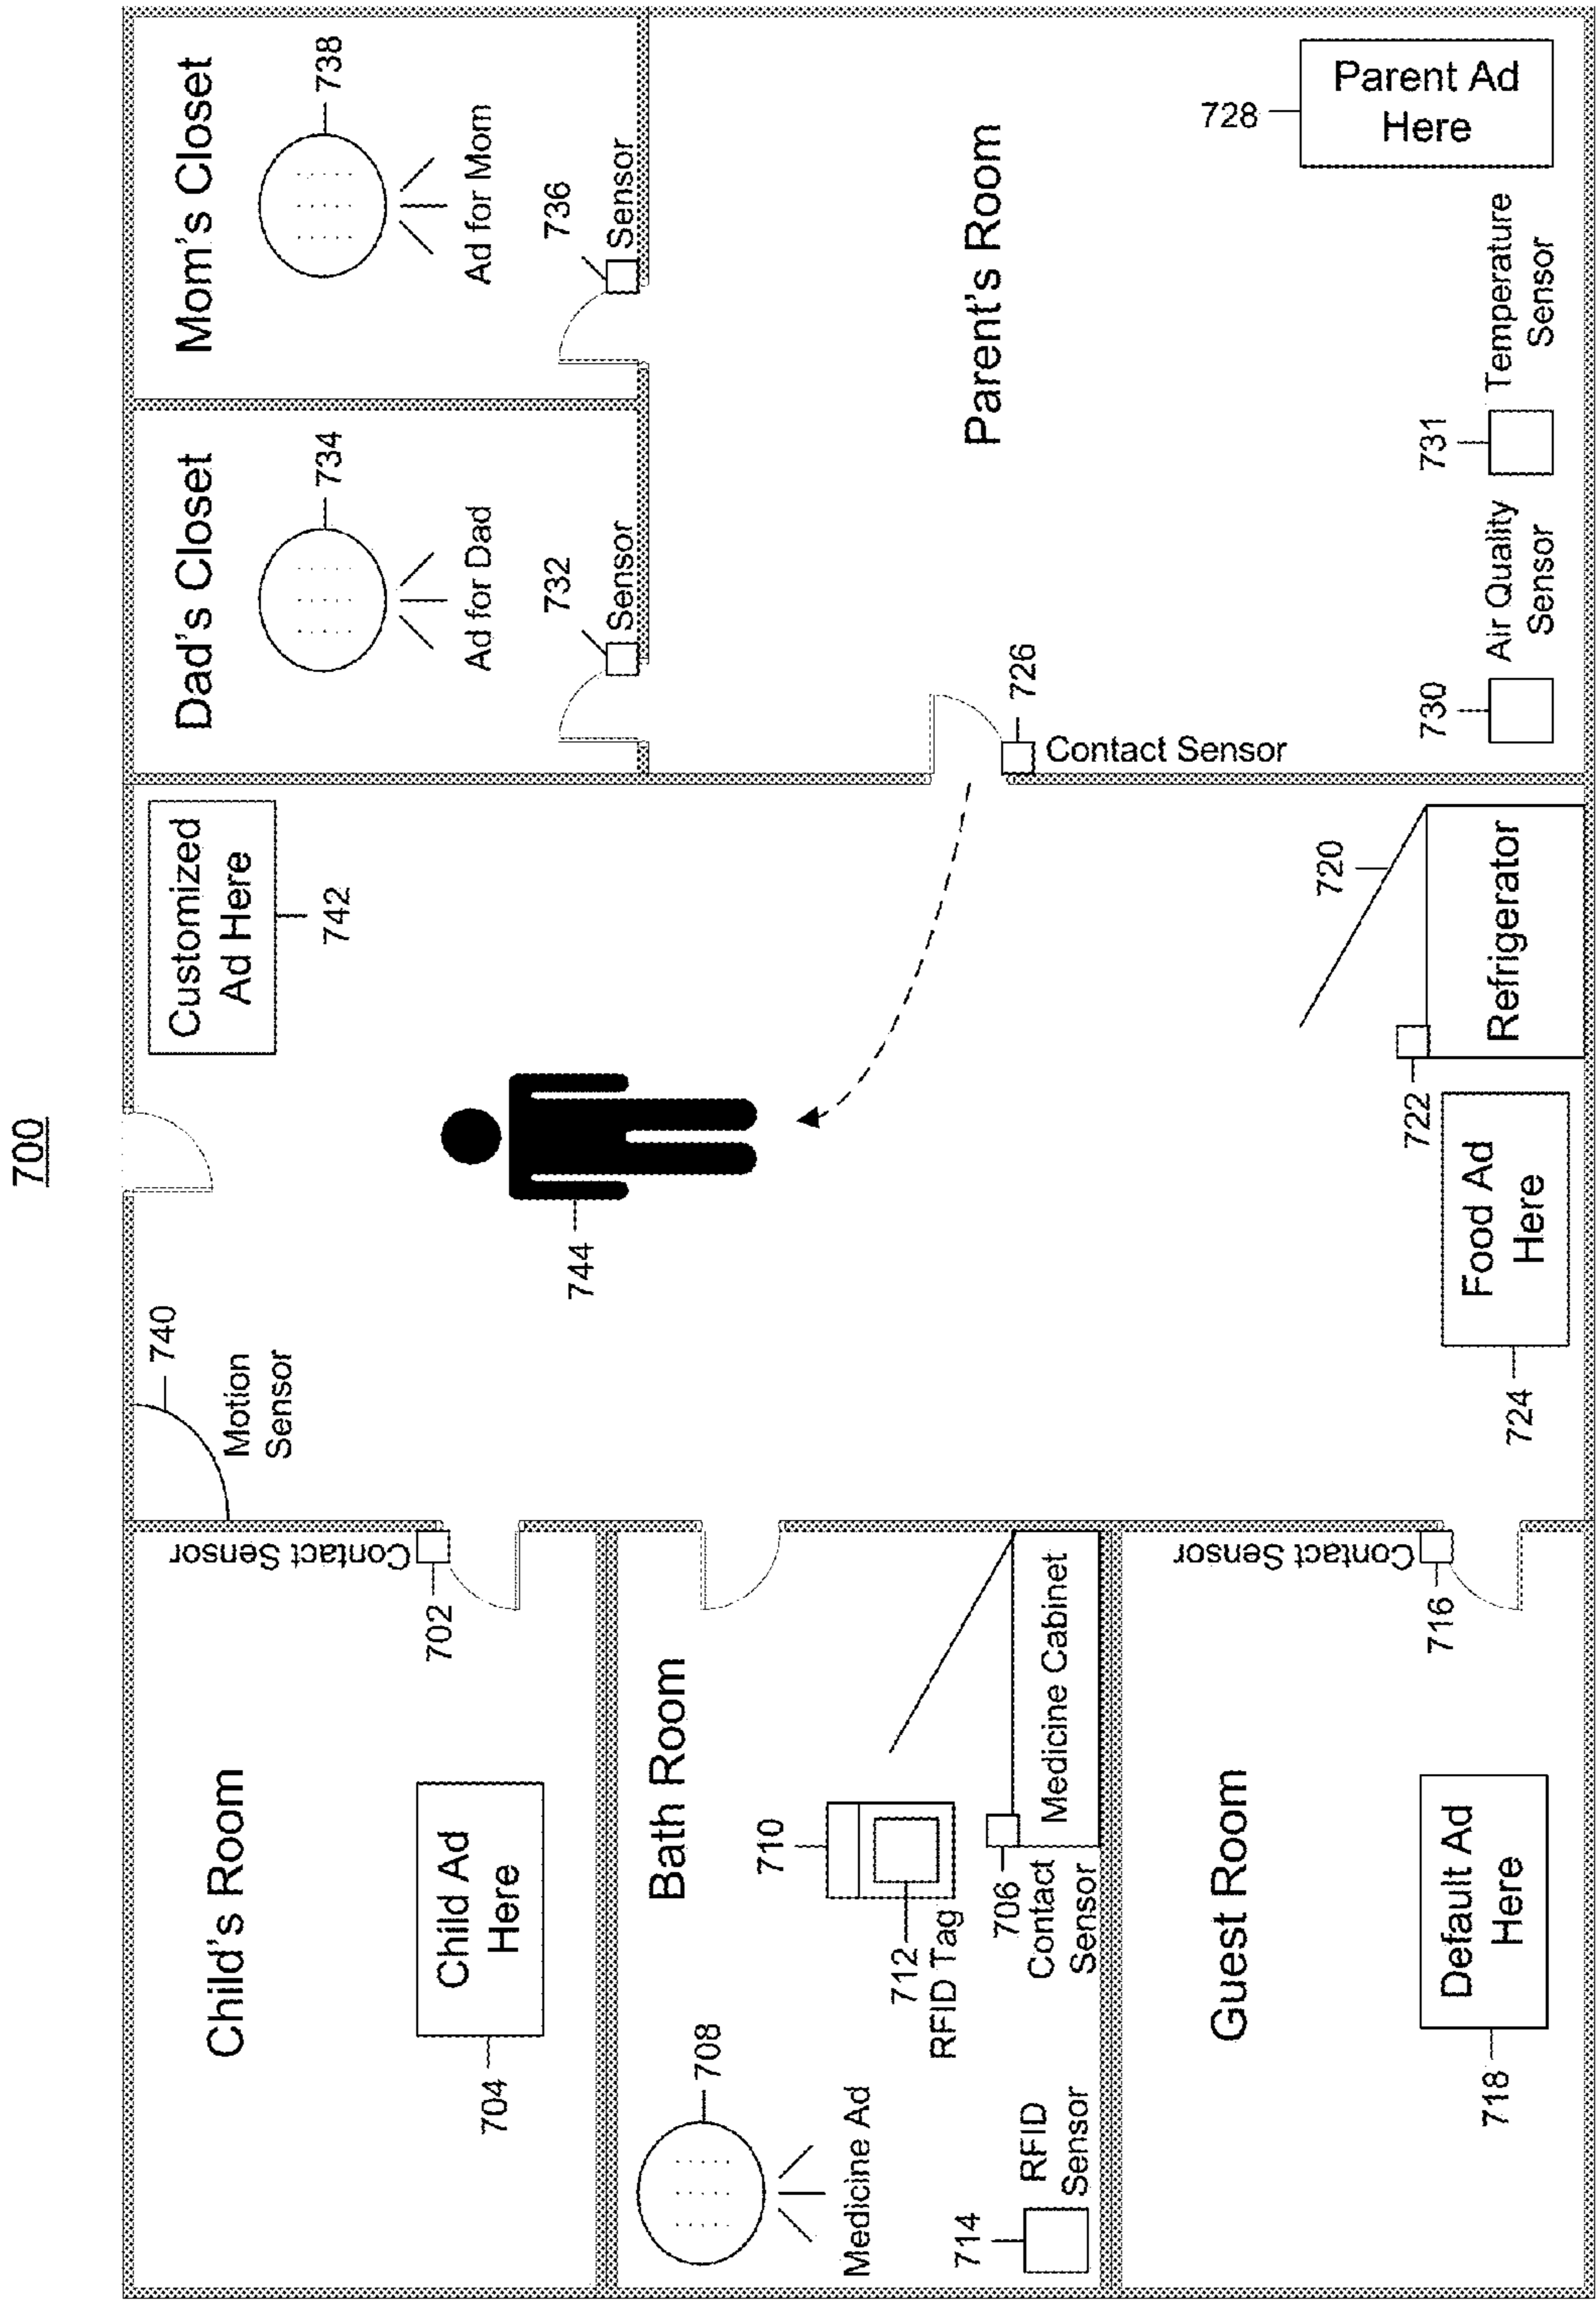 700
Child's Room
Child Ad
Here
704
702
Contact Sensor
740
Motion
Sensor
Customized
Ad Here
742
744
Dad's Closet
734
Ad for Dad
732
Sensor
Mom's Closet
738
Ad for Mom
736
Sensor
Bath Room
708
Medicine Ad
714
RFID
Sensor
710
712
RFID Tag
706
Contact
Sensor
Medicine Cabinet
Guest Room
Default Ad
Here
718
716
Contact Sensor
Food Ad
Here
724
722
720
Refrigerator
726
Contact Sensor
Parent's Room
728
Parent Ad
Here
730
Air Quality
Sensor
731
Temperature
Sensor